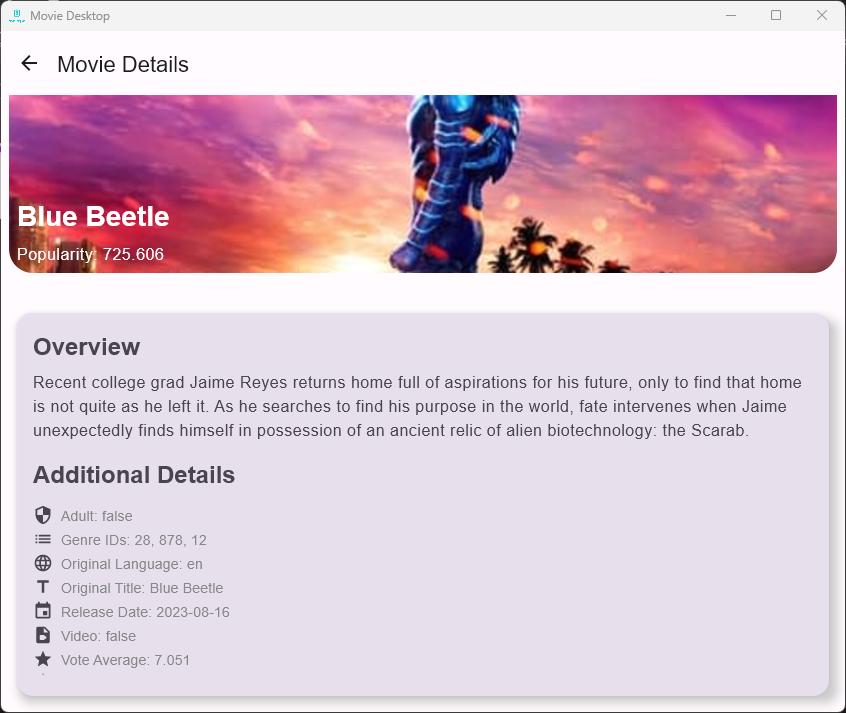 Movie Desktop
Movie Details
Blue Beetle
Popularity: 725.606
Overview
Recent college grad Jaime Reyes returns home full of aspirations for his future, only to find that home
is not quite as he left it. As he searches to find his purpose in the world, fate intervenes when Jaime
unexpectedly finds himself in possession of an ancient relic of alien biotechnology: the Scarab.
Additional Details
Adult: false
Genre IDs: 28, 878, 12
Original Language: en
Original Title: Blue Beetle
Release Date: 2023-08-16
Video: false
Vote Average: 7.051